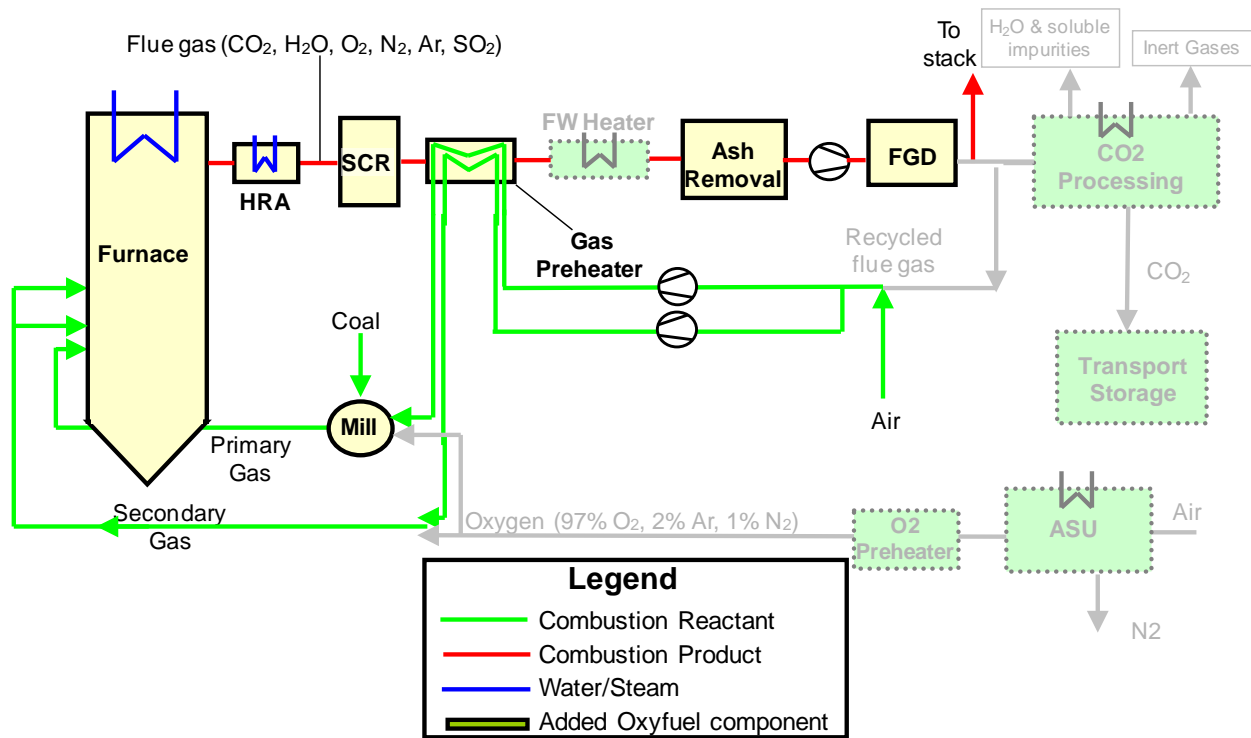 Flue gas (CO₂, H₂O, O₂, N₂, Ar, SO₂)
To
stack
H₂O & soluble
impurities
Inert Gases
FW Heater
SCR
HRA
Ash
Removal
FGD
CO2
Processing
Furnace
Gas
Preheater
Recycled
flue gas
CO₂
Coal
Transport
Storage
Air
Mill
Primary
Gas
Secondary
Gas
Oxygen (97% O₂, 2% Ar, 1% N₂)
O2
Preheater
ASU
Air
N2
Legend
Combustion Reactant
Combustion Product
Water/Steam
Added Oxyfuel component